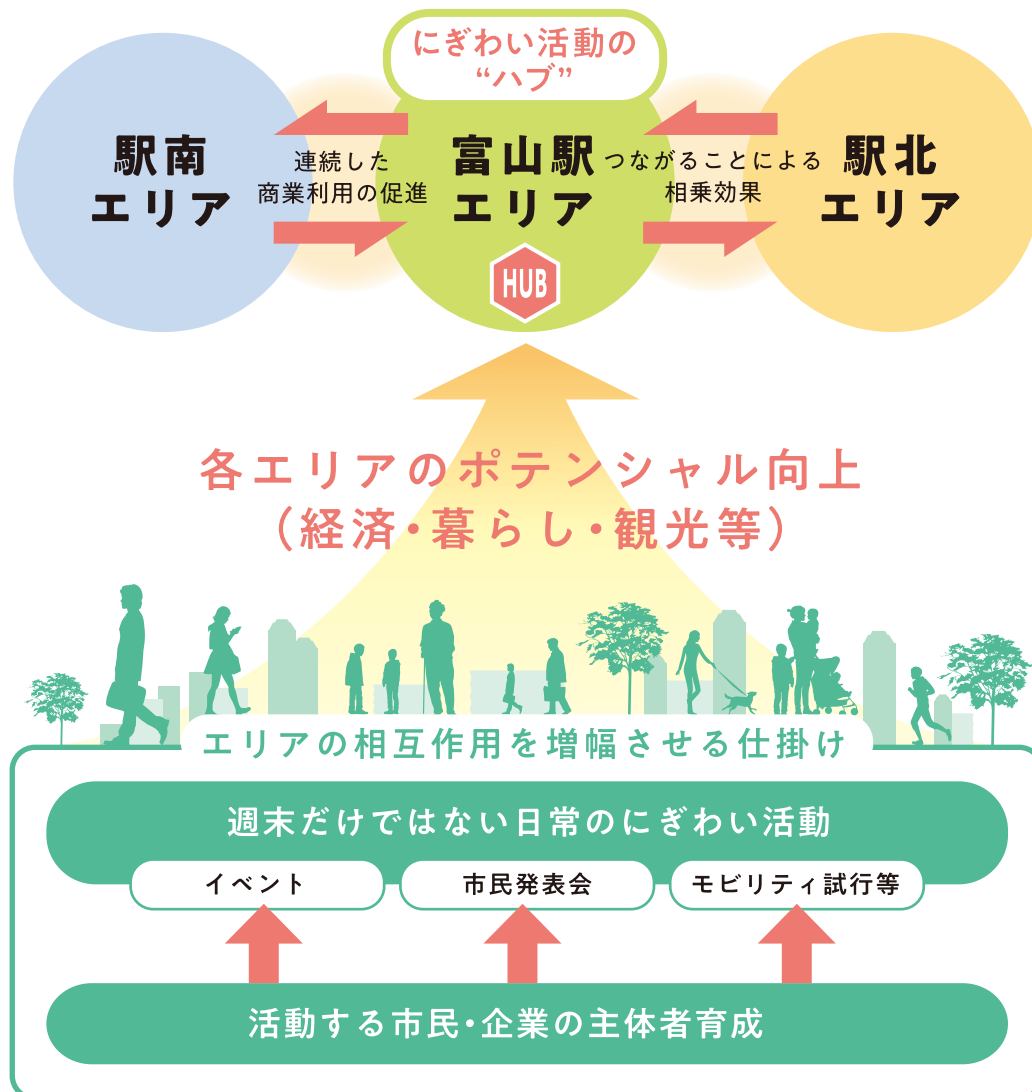 にぎわい活動の
“ハブ”
駅南
エリア
連続した
商業利用の促進
富山駅
エリア
HUB
つながることによる
相乗効果
駅北
エリア
各エリアのポテンシャル向上
（経済・暮らし・観光等）
エリアの相互作用を増幅させる仕掛け
週末だけではない日常のにぎわい活動
イベント
市民発表会
モビリティ試行等
活動する市民・企業の主体者育成